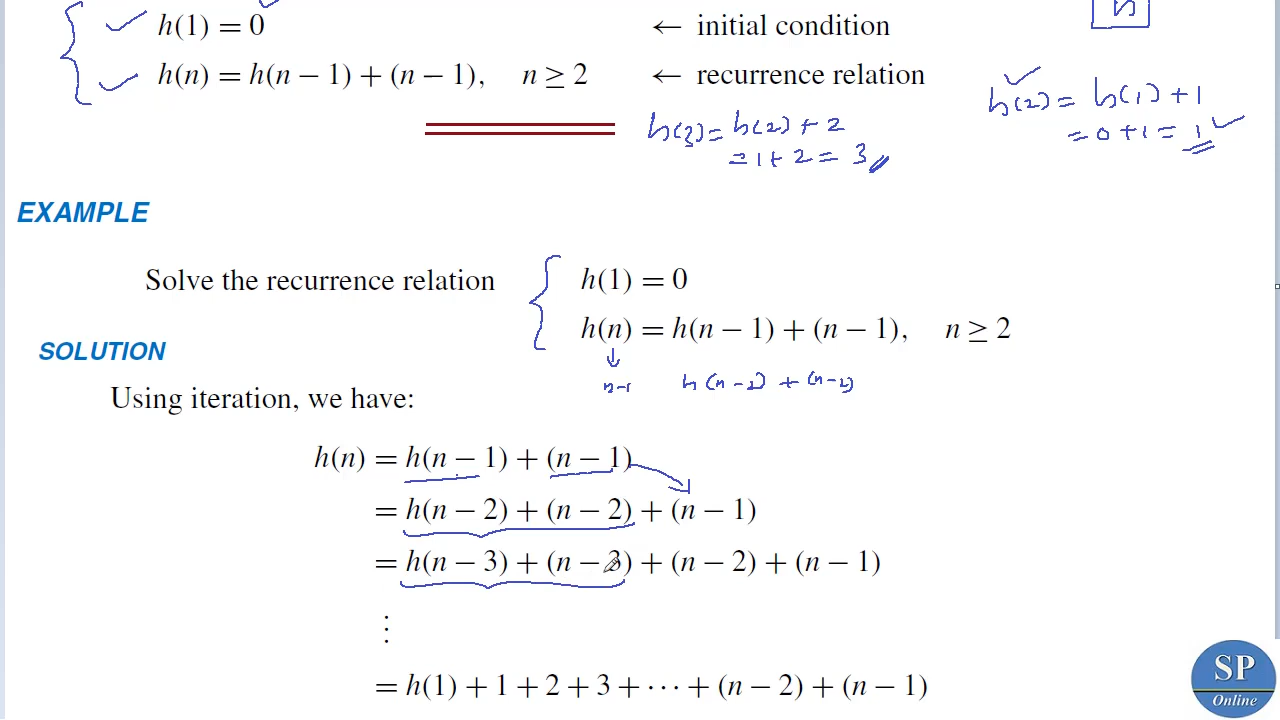 h(1) = 0 ← initial condition
h
h(n) = h(n − 1) + (n − 1), n ≥ 2 ← recurrence relation
h(2) = h(1) + 1
= 0 + 1 = 1
h(3) = h(2) + 2
= 1 + 2 = 3
EXAMPLE
Solve the recurrence relation h(1) = 0
h(n) = h(n − 1) + (n − 1), n ≥ 2
SOLUTION
n-1 h(n-2) + (n-2)
Using iteration, we have:
h(n) = h(n − 1) + (n − 1)
= h(n − 2) + (n − 2) + (n − 1)
= h(n − 3) + (n − 3) + (n − 2) + (n − 1)
⋮
= h(1) + 1 + 2 + 3 + ⋯ + (n − 2) + (n − 1)
SP
Online